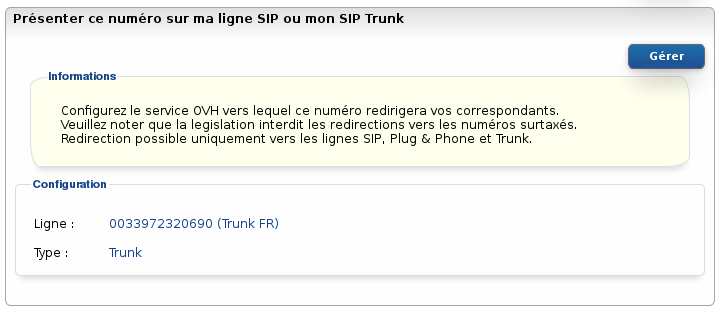 Présenter ce numéro sur ma ligne SIP ou mon SIP Trunk
Gérer
Informations
Configurez le service OVH vers lequel ce numéro redirigera vos correspondants.
Veuillez noter que la legislation interdit les redirections vers les numéros surtaxés.
Redirection possible uniquement vers les lignes SIP, Plug & Phone et Trunk.
Configuration
Ligne : 0033972320690 (Trunk FR)
Type : Trunk